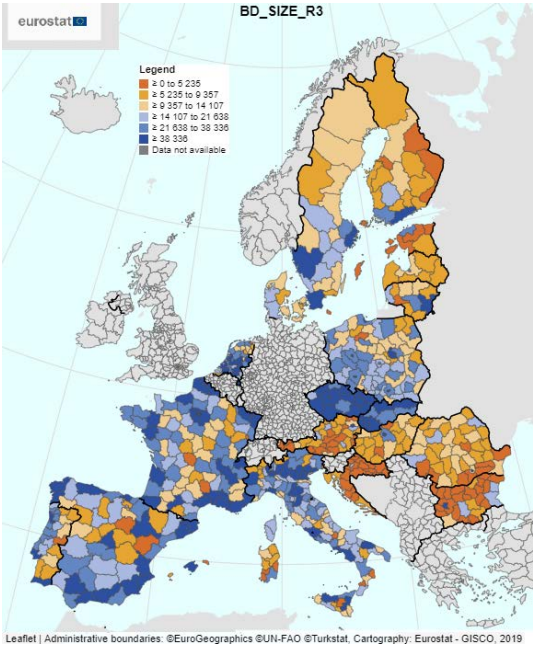 BD_SIZE_R3
eurostat
Legend
≥ 0 to 5 235
≥ 5 235 to 9 357
≥ 9 357 to 14 107
≥ 14 107 to 21 638
≥ 21 638 to 38 336
≥ 38 336
Data not available
Leaflet | Administrative boundaries: ©EuroGeographics ©UN-FAO ©Turkstat, Cartography: Eurostat - GISCO, 2019